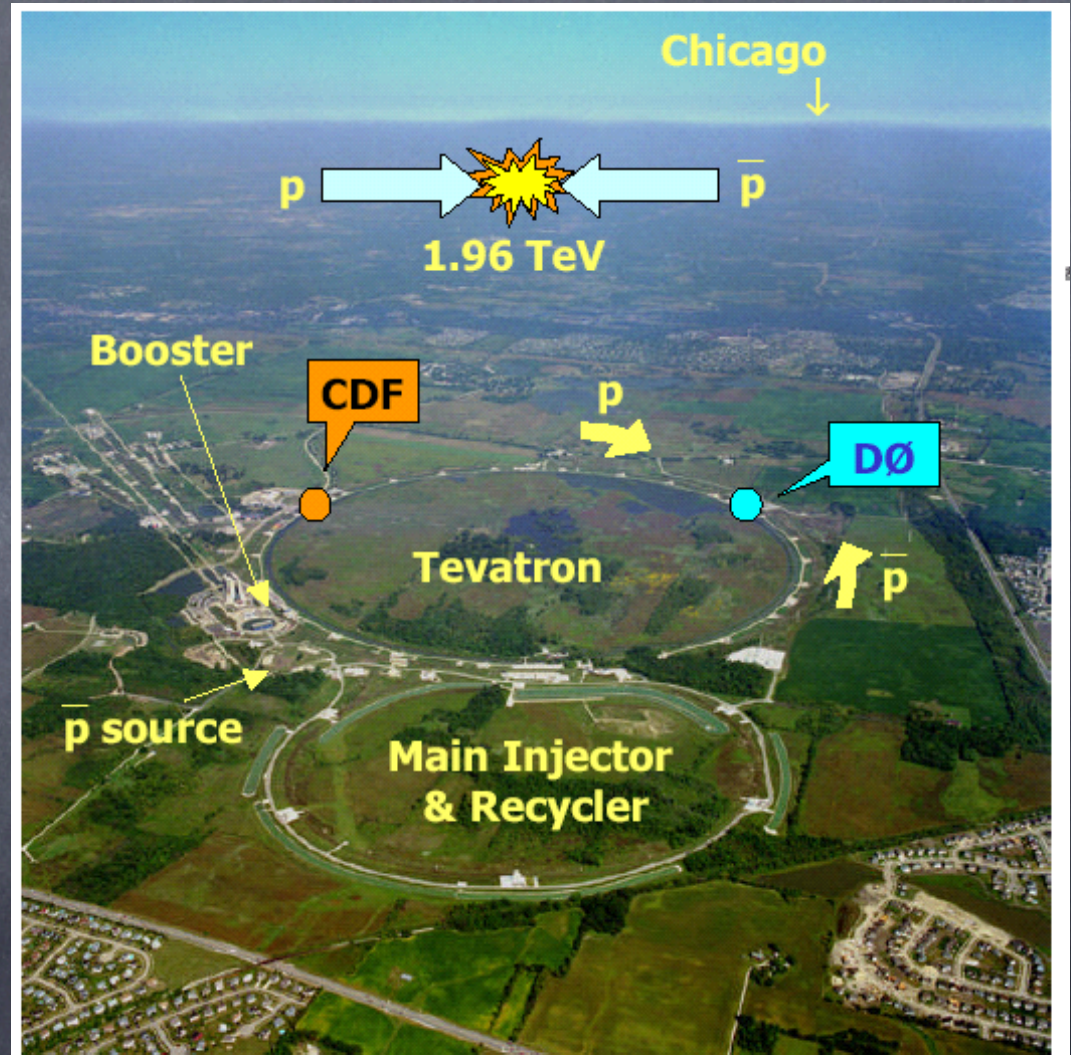 Chicago
↓
p p̅
1.96 TeV
Booster
CDF
p
DØ
Tevatron
p̅
p̅ source
Main Injector
& Recycler